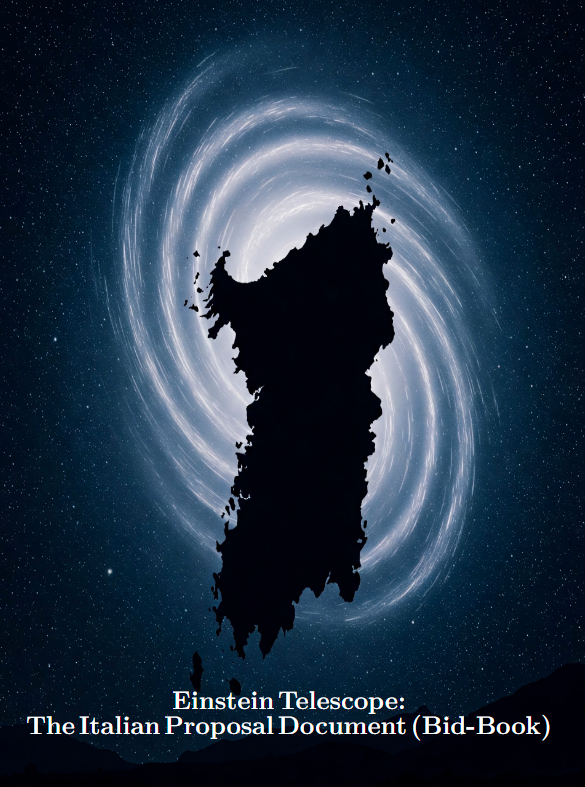 Einstein Telescope:
The Italian Proposal Document (Bid-Book)